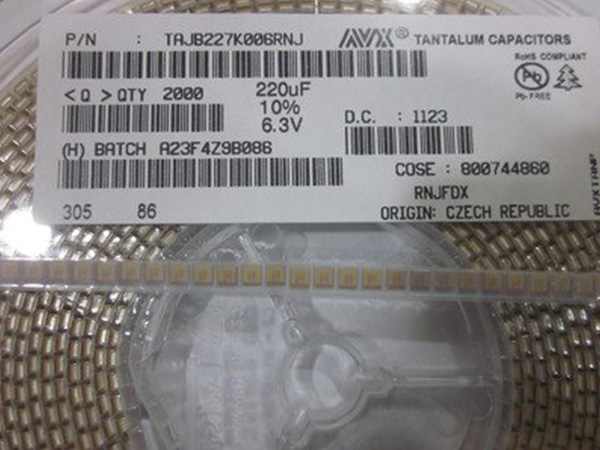 P/N : TAJB227K006RNJ AVX® TANTALUM CAPACITORS
RoHS COMPLIANT
<Q >QTY 2000 220uF
10%
6.3V
Pb
Pb-FREE
D.C. : 1123
(H) BATCH A23F4Z9B086
COSE : 800744860
RNJFDX
305 86 ORIGIN: CZECH REPUBLIC